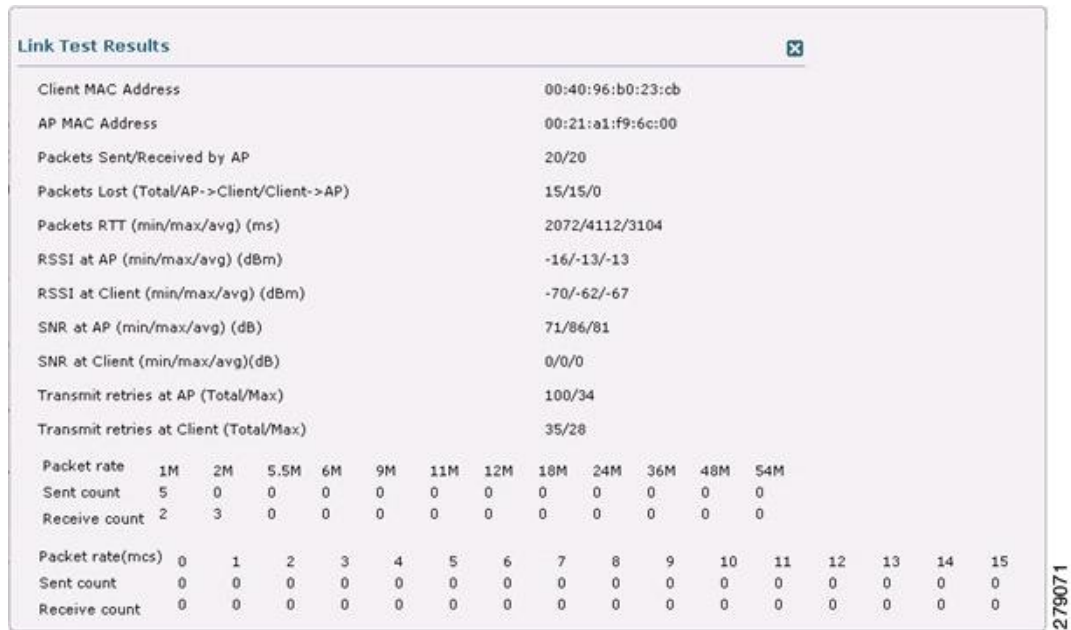 Link Test Results
Client MAC Address 00:40:96:b0:23:cb
AP MAC Address 00:21:a1:f9:6c:00
Packets Sent/Received by AP 20/20
Packets Lost (Total/AP->Client/Client->AP) 15/15/0
Packets RTT (min/max/avg) (ms) 2072/4112/3104
RSSI at AP (min/max/avg) (dBm) -16/-13/-13
RSSI at Client (min/max/avg) (dBm) -70/-62/-67
SNR at AP (min/max/avg) (dB) 71/86/81
SNR at Client (min/max/avg)(dB) 0/0/0
Transmit retries at AP (Total/Max) 100/34
Transmit retries at Client (Total/Max) 35/28
Packet rate 1M 2M 5.5M 6M 9M 11M 12M 18M 24M 36M 48M 54M
Sent count 5 0 0 0 0 0 0 0 0 0 0 0
Receive count 2 3 0 0 0 0 0 0 0 0 0 0
Packet rate(mcs) 0 1 2 3 4 5 6 7 8 9 10 11 12 13 14 15
Sent count 0 0 0 0 0 0 0 0 0 0 0 0 0 0 0 0
Receive count 0 0 0 0 0 0 0 0 0 0 0 0 0 0 0 0
279071